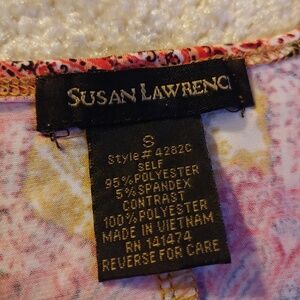 SUSAN LAWRENC
S
Style# 4282C
SELF
95%POLYESTER
5%SPANDEX
CONTRAST
100%POLYESTER
MADE IN VIETNAM
RN 141474
REVERSE FOR CARE